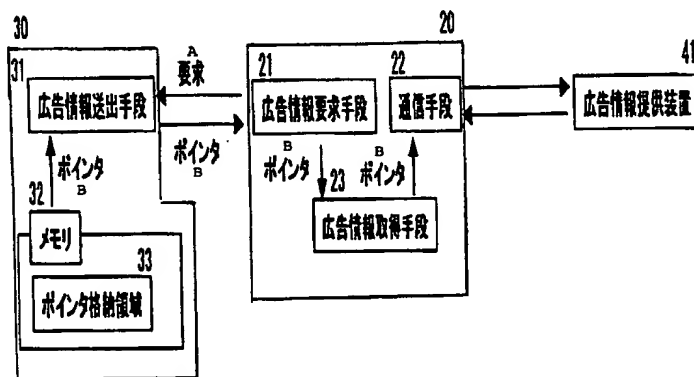 30
31
広告情報送出手段
A
要求
ポインタ
B
ポインタ
B
32
メモリ
33
ポインタ格納領域
20
21
広告情報要求手段
22
通信手段
B
ポインタ
B
ポインタ
23
広告情報取得手段
41
広告情報提供装置